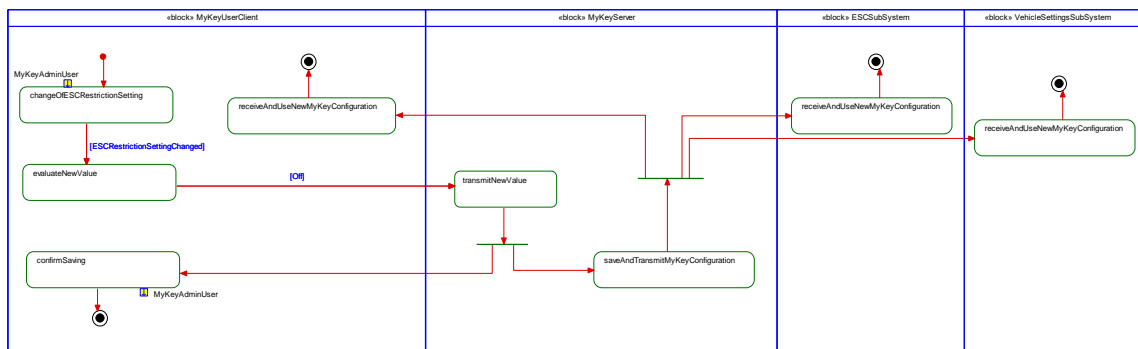 «block» MyKeyUserClient
«block» MyKeyServer
«block» ESCSubSystem
«block» VehicleSettingsSubSystem
MyKeyAdminUser
changeOfESCRestrictionSetting
receiveAndUseNewMyKeyConfiguration
receiveAndUseNewMyKeyConfiguration
receiveAndUseNewMyKeyConfiguration
[ESCRestrictionSettingChanged]
evaluateNewValue
[Off]
transmitNewValue
confirmSaving
saveAndTransmitMyKeyConfiguration
MyKeyAdminUser